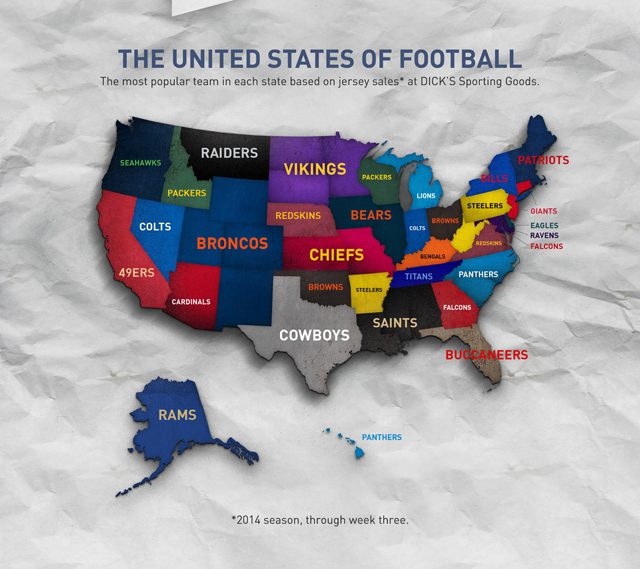 THE UNITED STATES OF FOOTBALL
The most popular team in each state based on jersey sales* at DICK'S Sporting Goods.
SEAHAWKS
RAIDERS
VIKINGS
PACKERS
PATRIOTS
BILLS
PACKERS
LIONS
STEELERS
GIANTS
COLTS
REDSKINS
BEARS
COLTS
BROWNS
EAGLES
RAVENS
FALCONS
BRONCOS
REDSKINS
CHIEFS
BENGALS
49ERS
CARDINALS
BROWNS
STEELERS
TITANS
PANTHERS
COWBOYS
SAINTS
FALCONS
BUCCANEERS
RAMS
PANTHERS
*2014 season, through week three.